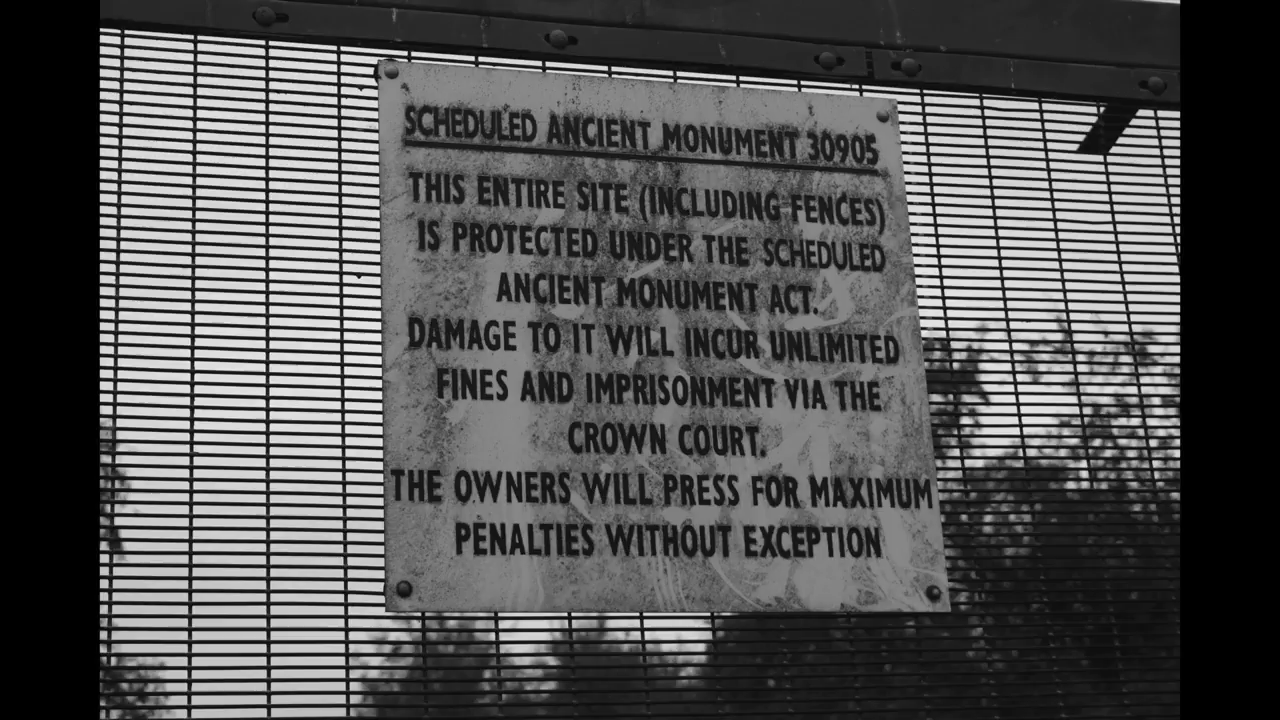 SCHEDULED ANCIENT MONUMENT 30905
THIS ENTIRE SITE (INCLUDING FENCES)
IS PROTECTED UNDER THE SCHEDULED
ANCIENT MONUMENT ACT.
DAMAGE TO IT WILL INCUR UNLIMITED
FINES AND IMPRISONMENT VIA THE
CROWN COURT.
THE OWNERS WILL PRESS FOR MAXIMUM
PENALTIES WITHOUT EXCEPTION